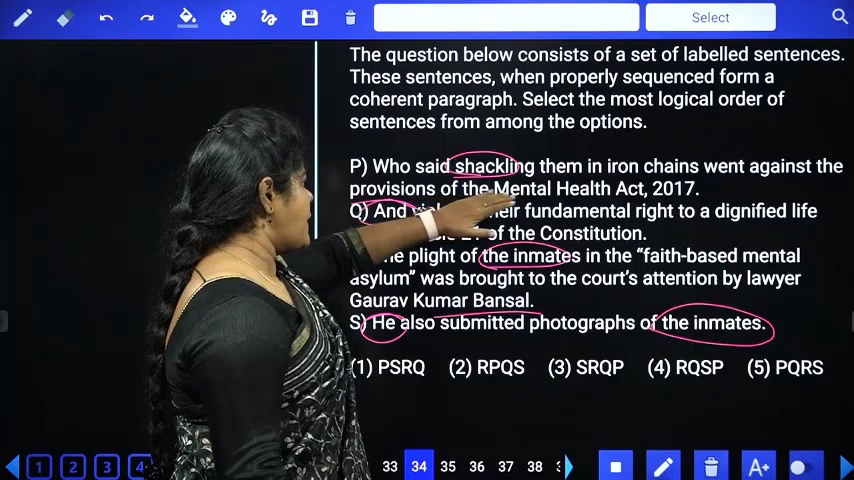 Select
The question below consists of a set of labelled sentences.
These sentences, when properly sequenced form a
coherent paragraph. Select the most logical order of
sentences from among the options.
P) Who said shackling them in iron chains went against the
provisions of the Mental Health Act, 2017.
Q) And their fundamental right to a dignified life
of the Constitution.
plight of the inmates in the “faith-based mental
asylum” was brought to the court’s attention by lawyer
Gaurav Kumar Bansal.
S) He also submitted photographs of the inmates.
(1) PSRQ (2) RPQS (3) SRQP (4) RQSP (5) PQRS
1 2 3 4 33 34 35 36 37 38
A+